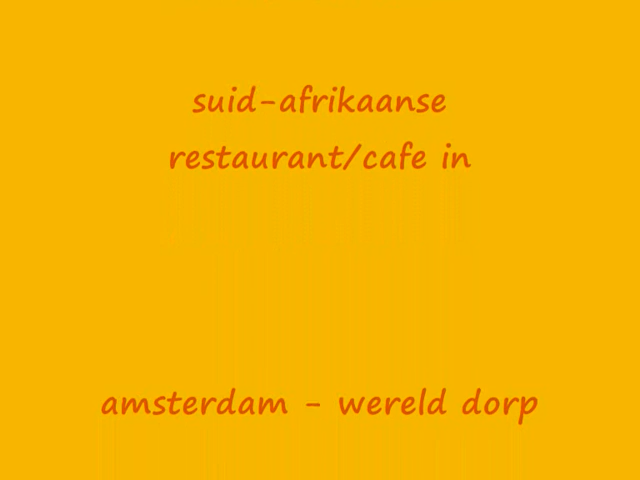 suid-afrikaanse
restaurant/cafe in
amsterdam - wereld dorp